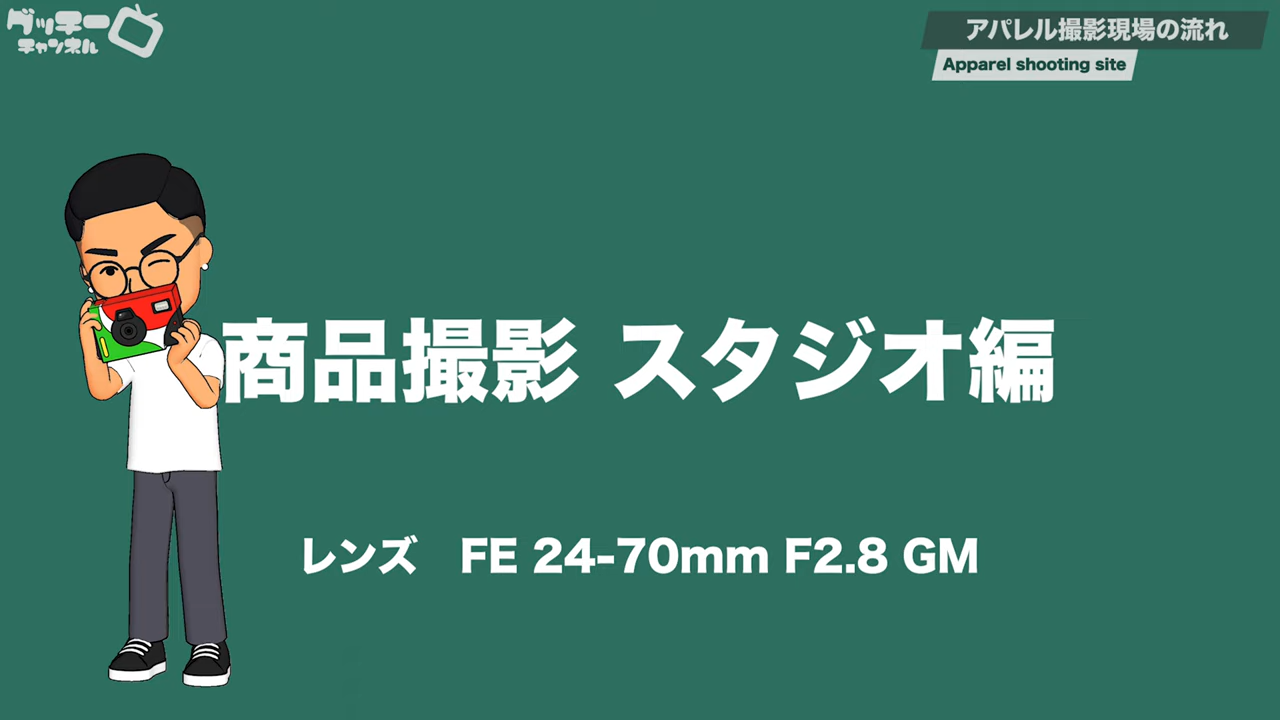 グッチー
チャンネル
アパレル撮影現場の流れ
Apparel shooting site
商品撮影 スタジオ編
レンズ FE 24-70mm F2.8 GM